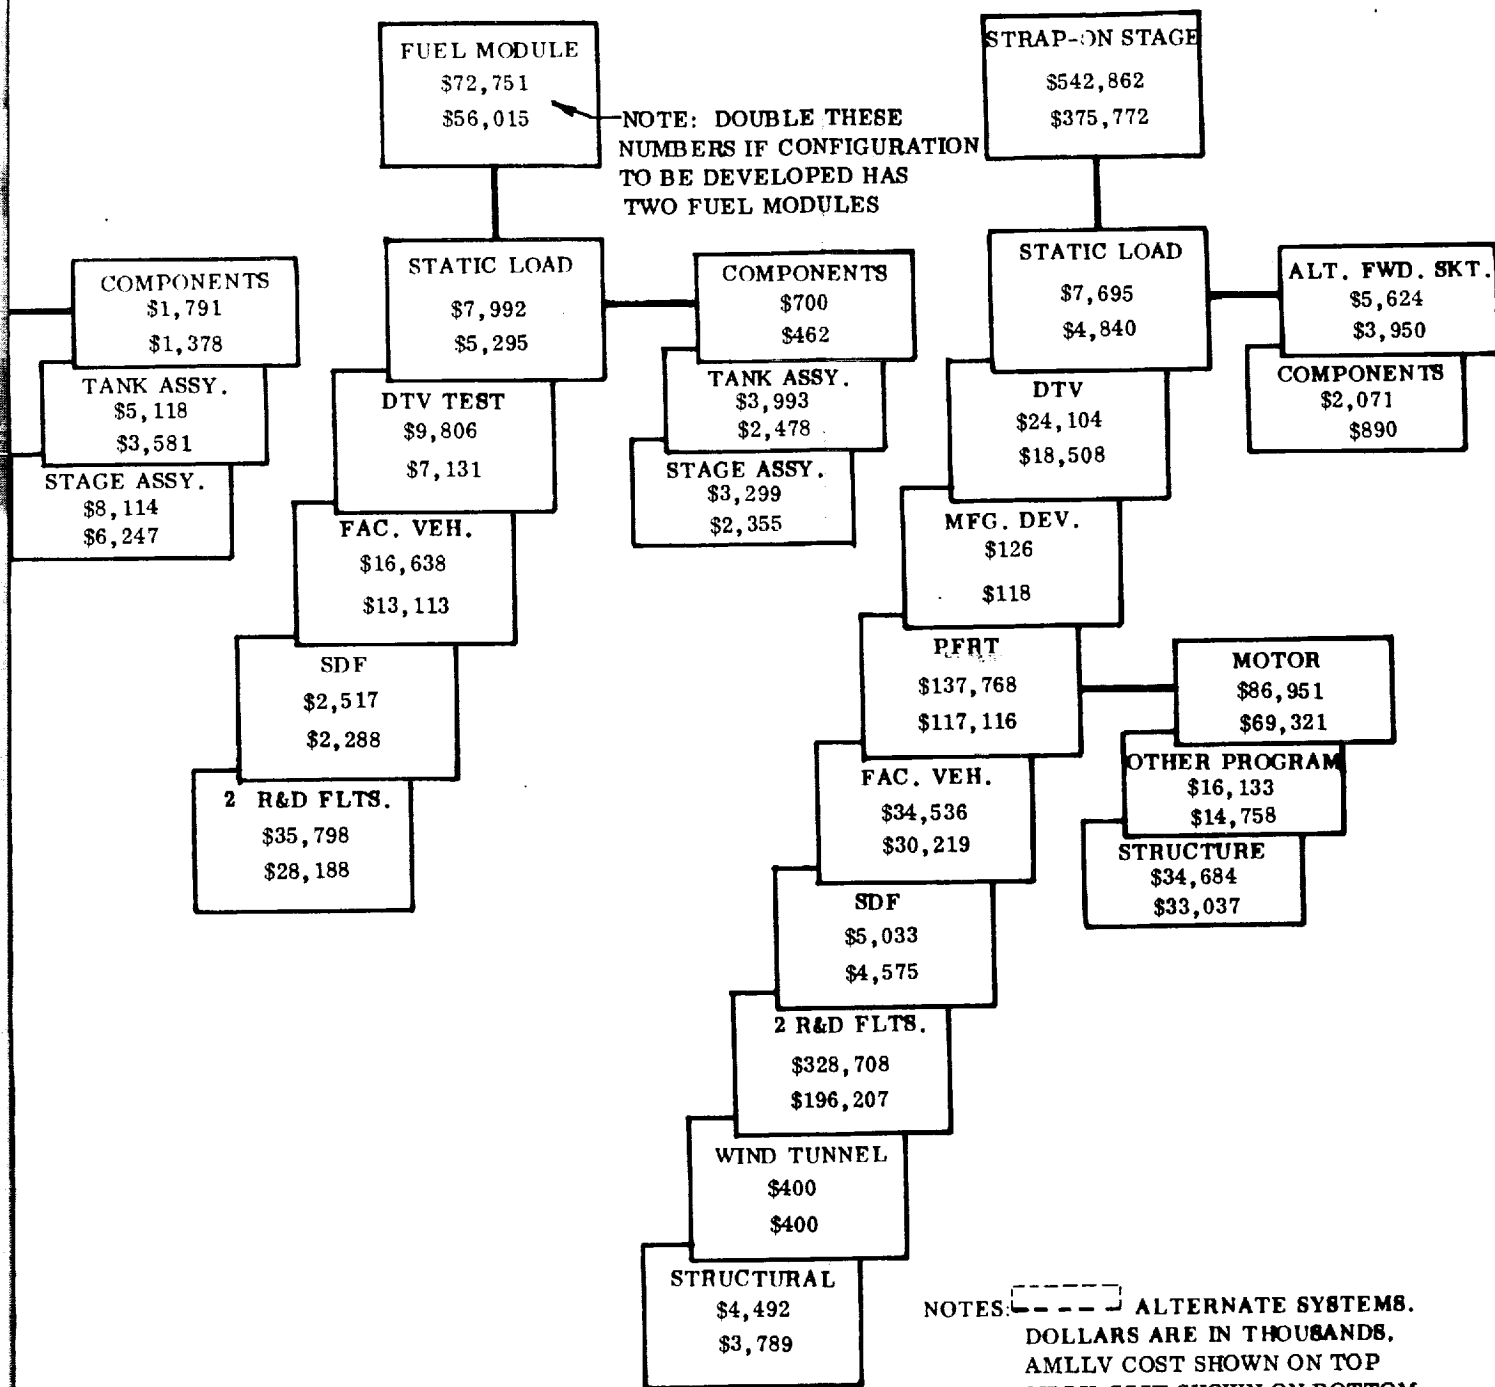 FUEL MODULE
$72,751
$56,015
NOTE: DOUBLE THESE
NUMBERS IF CONFIGURATION
TO BE DEVELOPED HAS
TWO FUEL MODULES
STRAP-ON STAGE
$542,862
$375,772
COMPONENTS
$1,791
$1,378
TANK ASSY.
$5,118
$3,581
STAGE ASSY.
$8,114
$6,247
STATIC LOAD
$7,992
$5,295
DTV TEST
$9,806
$7,131
FAC. VEH.
$16,638
$13,113
SDF
$2,517
$2,288
2 R&D FLTS.
$35,798
$28,188
COMPONENTS
$700
$462
TANK ASSY.
$3,993
$2,478
STAGE ASSY.
$3,299
$2,355
STATIC LOAD
$7,695
$4,840
DTV
$24,104
$18,508
MFG. DEV.
$126
$118
PFRT
$137,768
$117,116
FAC. VEH.
$34,536
$30,219
SDF
$5,033
$4,575
2 R&D FLTS.
$328,708
$196,207
WIND TUNNEL
$400
$400
STRUCTURAL
$4,492
$3,789
ALT. FWD. SKT.
$5,624
$3,950
COMPONENTS
$2,071
$890
MOTOR
$86,951
$69,321
OTHER PROGRAM
$16,133
$14,758
STRUCTURE
$34,684
$33,037
NOTES: ALTERNATE SYSTEMS.
DOLLARS ARE IN THOUSANDS.
AMLLV COST SHOWN ON TOP
COST SHOWN ON BOTTOM